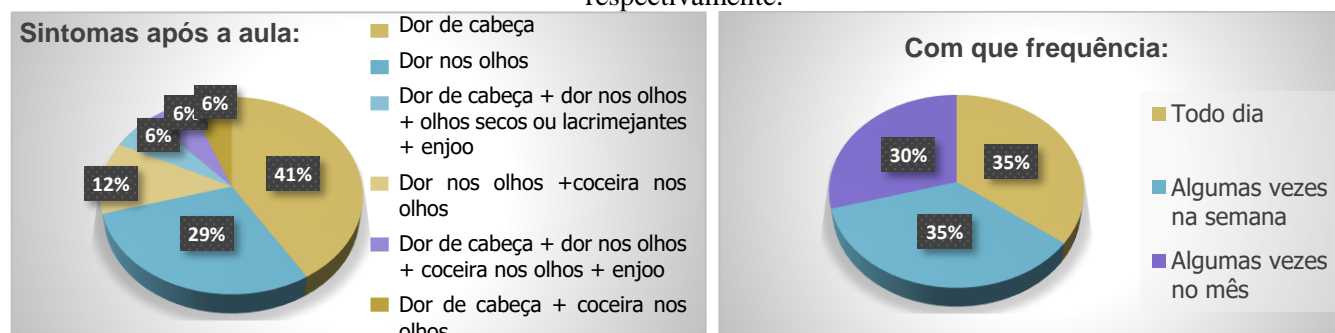 respectivamente.
Sintomas após a aula:
6%
6%
6%
12%
41%
29%
Dor de cabeça
Dor nos olhos
Dor de cabeça + dor nos olhos
+ olhos secos ou lacrimejantes
+ enjoo
Dor nos olhos +coceira nos
olhos
Dor de cabeça + dor nos olhos
+ coceira nos olhos + enjoo
Dor de cabeça + coceira nos
olhos
Com que frequência:
30%
35%
35%
Todo dia
Algumas vezes
na semana
Algumas vezes
no mês